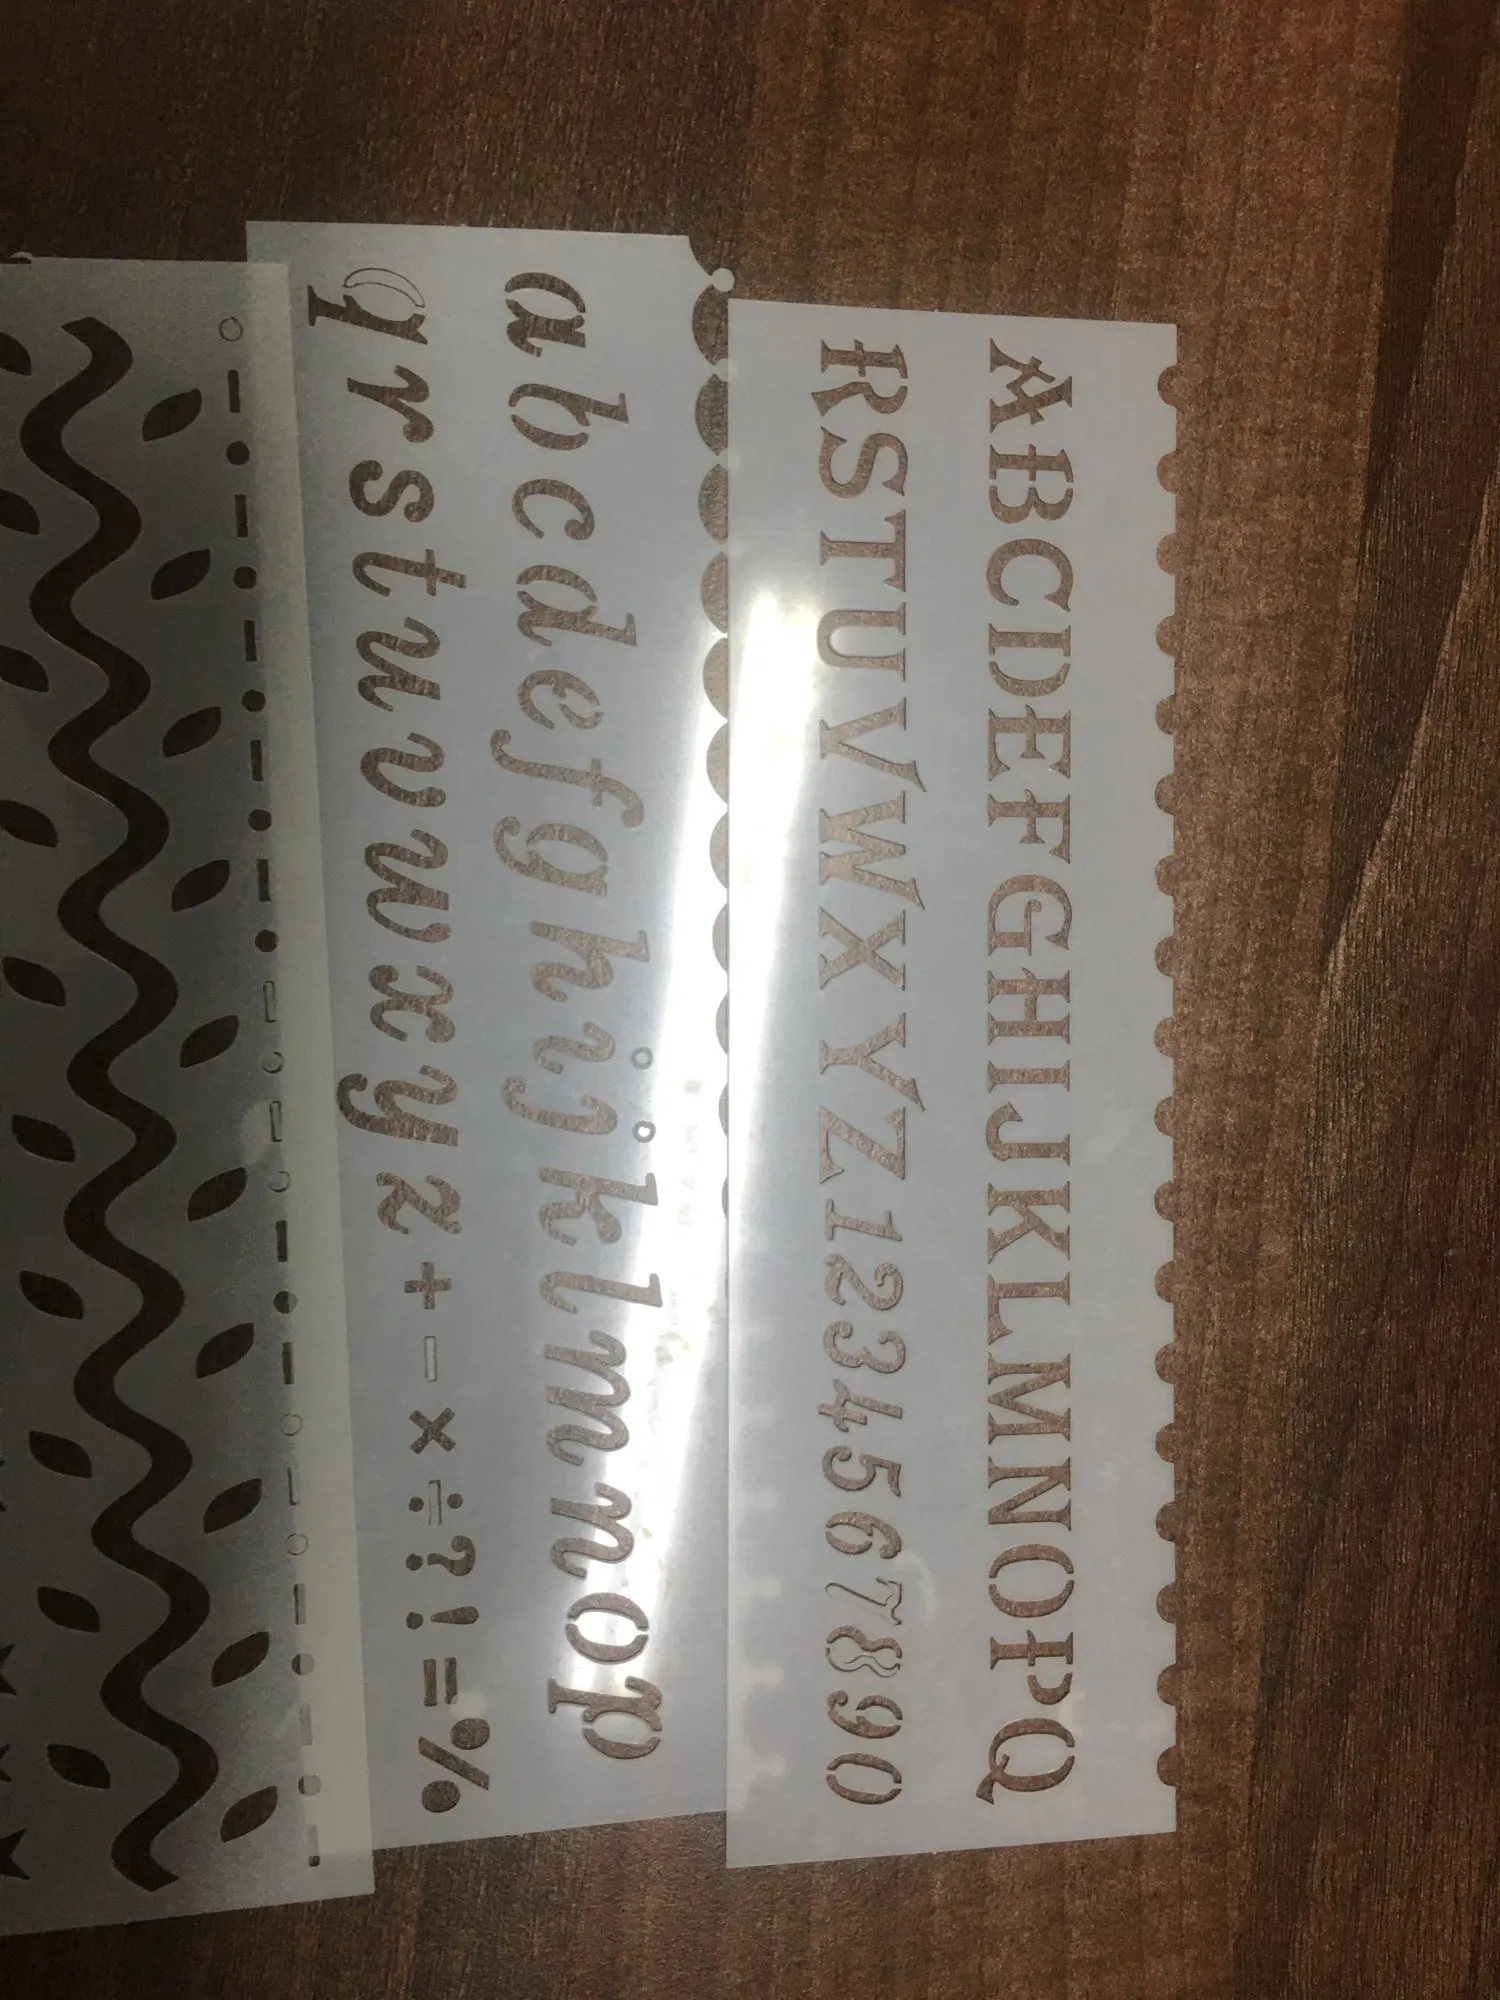 ABCDEFGHIJKLMNOPQ
RSTUVWXYZ1234567890
abcdefghijklmnop
qrstuvwxyz+-×÷?!=%